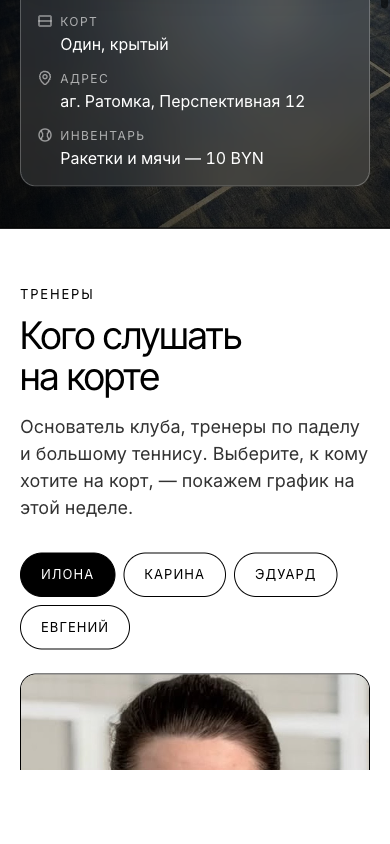 КОРТ
Один, крытый
АДРЕС
аг. Ратомка, Перспективная 12
ИНВЕНТАРЬ
Ракетки и мячи — 10 BYN
ТРЕНЕРЫ
Кого слушать
на корте
Основатель клуба, тренеры по паделу
и большому теннису. Выберите, к кому
хотите на корт, — покажем график на
этой неделе.
ИЛОНА
КАРИНА
ЭДУАРД
ЕВГЕНИЙ